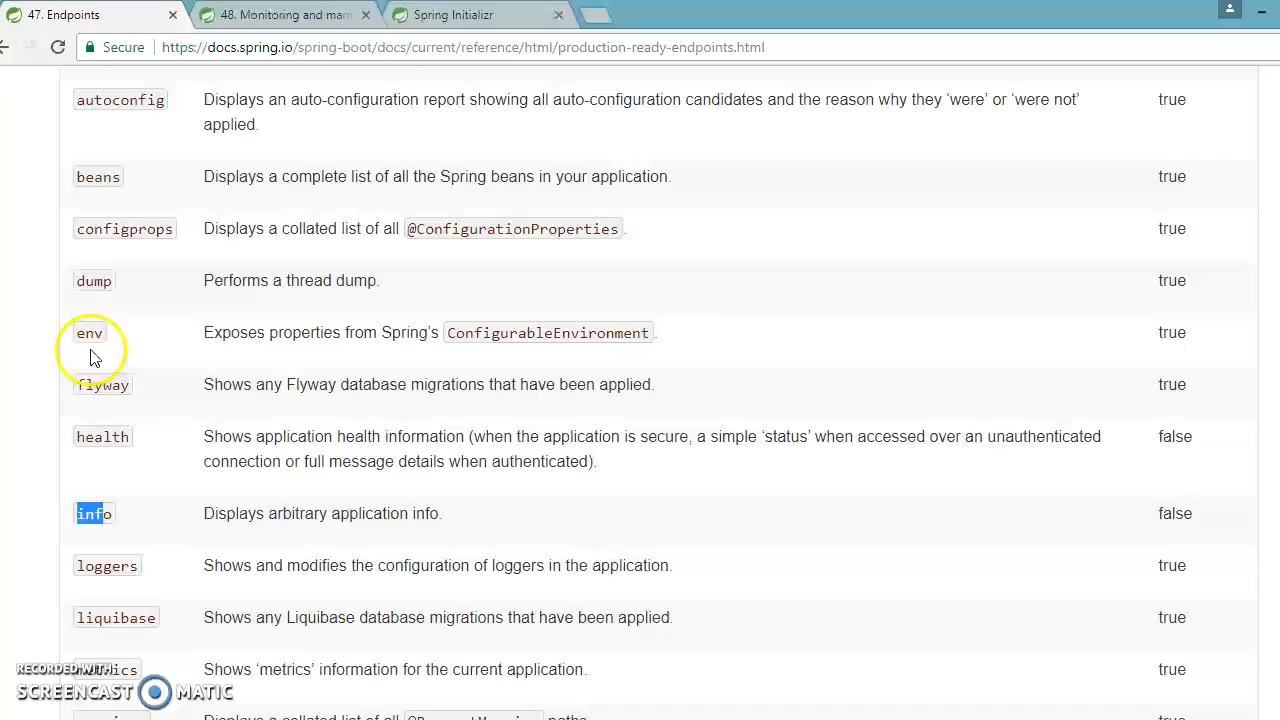 47. Endpoints
48. Monitoring and man
Spring Initializr
Secure https://docs.spring.io/spring-boot/docs/current/reference/html/production-ready-endpoints.html
autoconfig Displays an auto-configuration report showing all auto-configuration candidates and the reason why they ‘were’ or ‘were not’ true
applied.
beans Displays a complete list of all the Spring beans in your application. true
configprops Displays a collated list of all @ConfigurationProperties. true
dump Performs a thread dump. true
env Exposes properties from Spring’s ConfigurableEnvironment. true
flyway Shows any Flyway database migrations that have been applied. true
health Shows application health information (when the application is secure, a simple ‘status’ when accessed over an unauthenticated false
connection or full message details when authenticated).
info Displays arbitrary application info. false
loggers Shows and modifies the configuration of loggers in the application. true
liquibase Shows any Liquibase database migrations that have been applied. true
metrics Shows ‘metrics’ information for the current application. true
RECORDED WITH
SCREENCAST MATIC
Displays a collated list of all